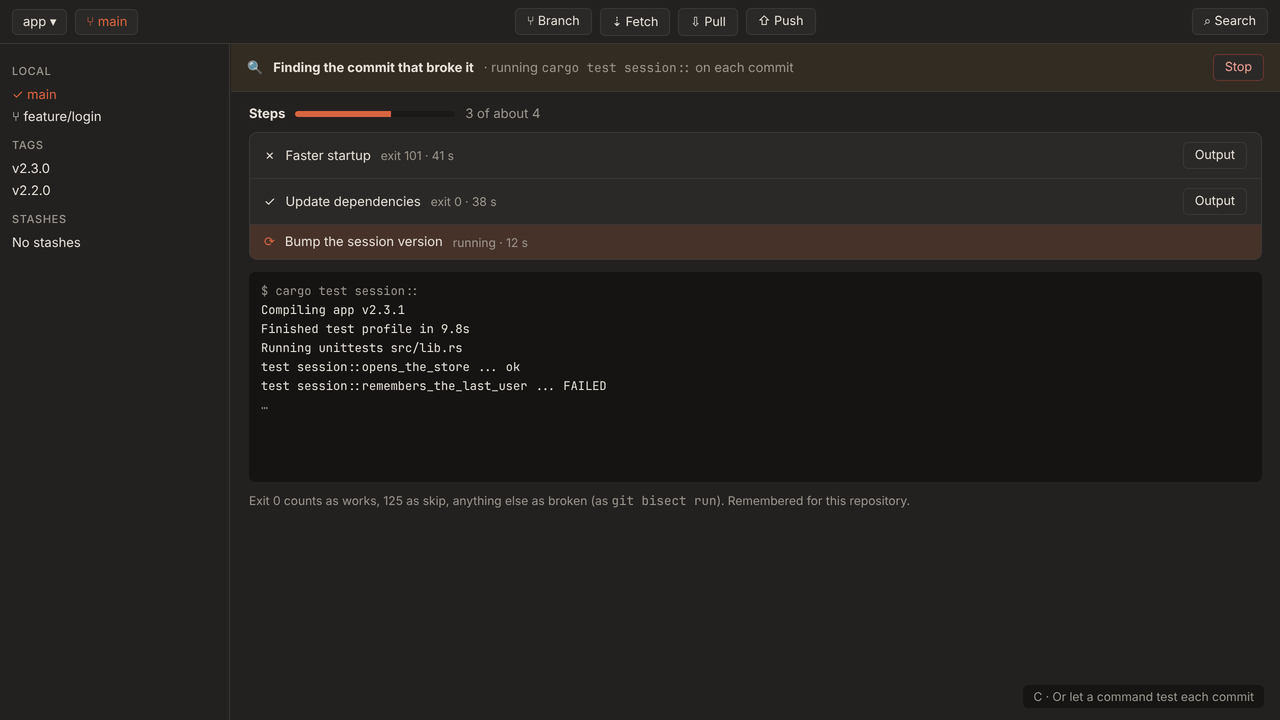 app ▾ main Branch ⇣ Fetch ⇩ Pull ⇧ Push Search
LOCAL
✓ main
feature/login
TAGS
v2.3.0
v2.2.0
STASHES
No stashes
Finding the commit that broke it · running cargo test session:: on each commit Stop
Steps 3 of about 4
✕ Faster startup exit 101 · 41 s Output
✓ Update dependencies exit 0 · 38 s Output
⟳ Bump the session version running · 12 s
$ cargo test session::
Compiling app v2.3.1
Finished test profile in 9.8s
Running unittests src/lib.rs
test session::opens_the_store ... ok
test session::remembers_the_last_user ... FAILED
…
Exit 0 counts as works, 125 as skip, anything else as broken (as git bisect run). Remembered for this repository.
C · Or let a command test each commit